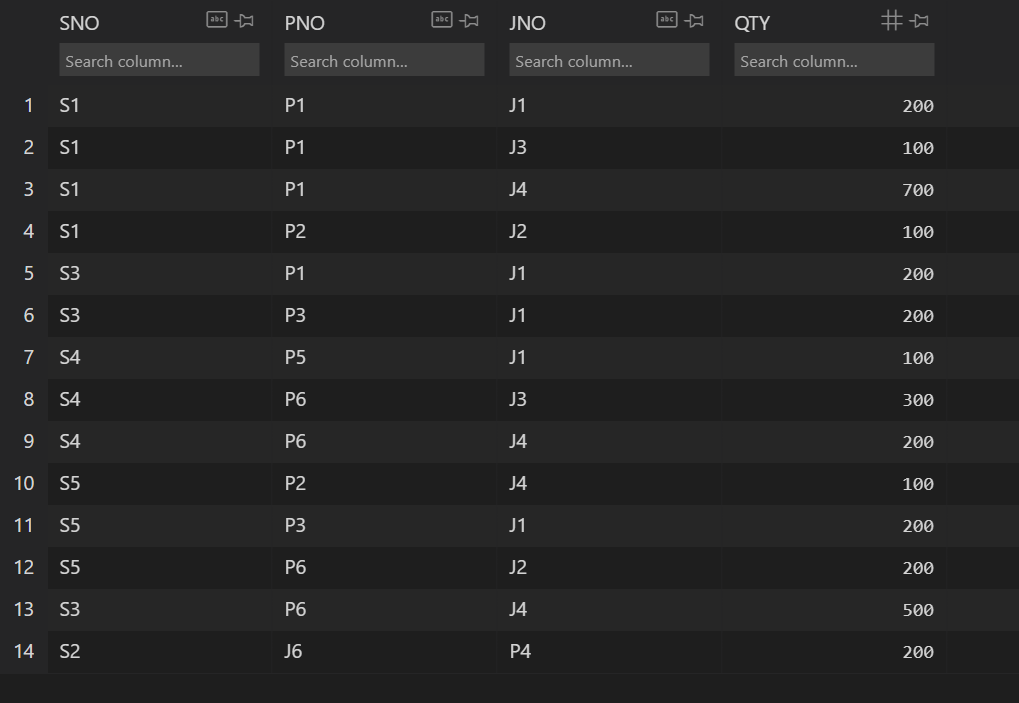 SNO abc PNO abc JNO abc QTY
Search column... Search column... Search column... Search column...
1 S1 P1 J1 200
2 S1 P1 J3 100
3 S1 P1 J4 700
4 S1 P2 J2 100
5 S3 P1 J1 200
6 S3 P3 J1 200
7 S4 P5 J1 100
8 S4 P6 J3 300
9 S4 P6 J4 200
10 S5 P2 J4 100
11 S5 P3 J1 200
12 S5 P6 J2 200
13 S3 P6 J4 500
14 S2 J6 P4 200